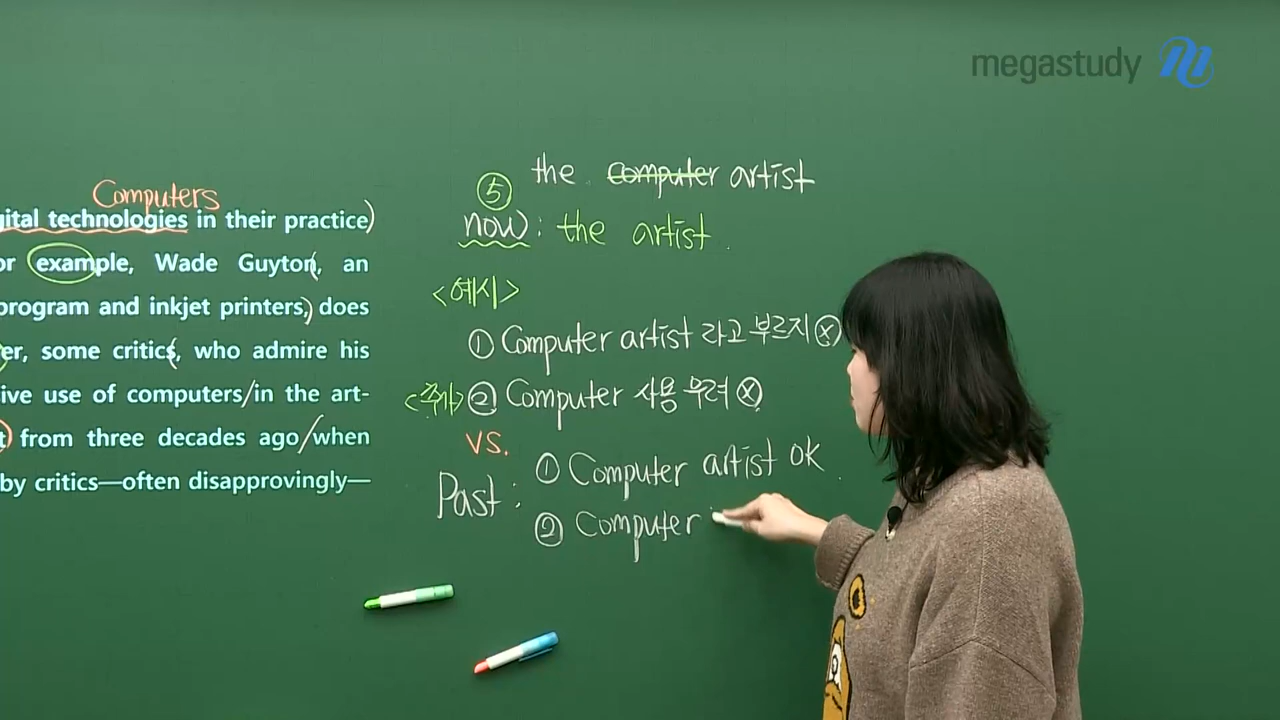 megastudy
Computers
gital technologies in their practice)
or example, Wade Guyton, an
program and inkjet printers,) does
er, some critics, who admire his
ive use of computers/in the art-
t) from three decades ago/when
by critics—often disapprovingly—
the computer artist
⑤
now: the artist.
<예시>
① Computer artist 라고 부르지 ⓧ
<추가> ② Computer 사용 우려 ⓧ
VS.
Past: ① Computer artist OK
② Computer